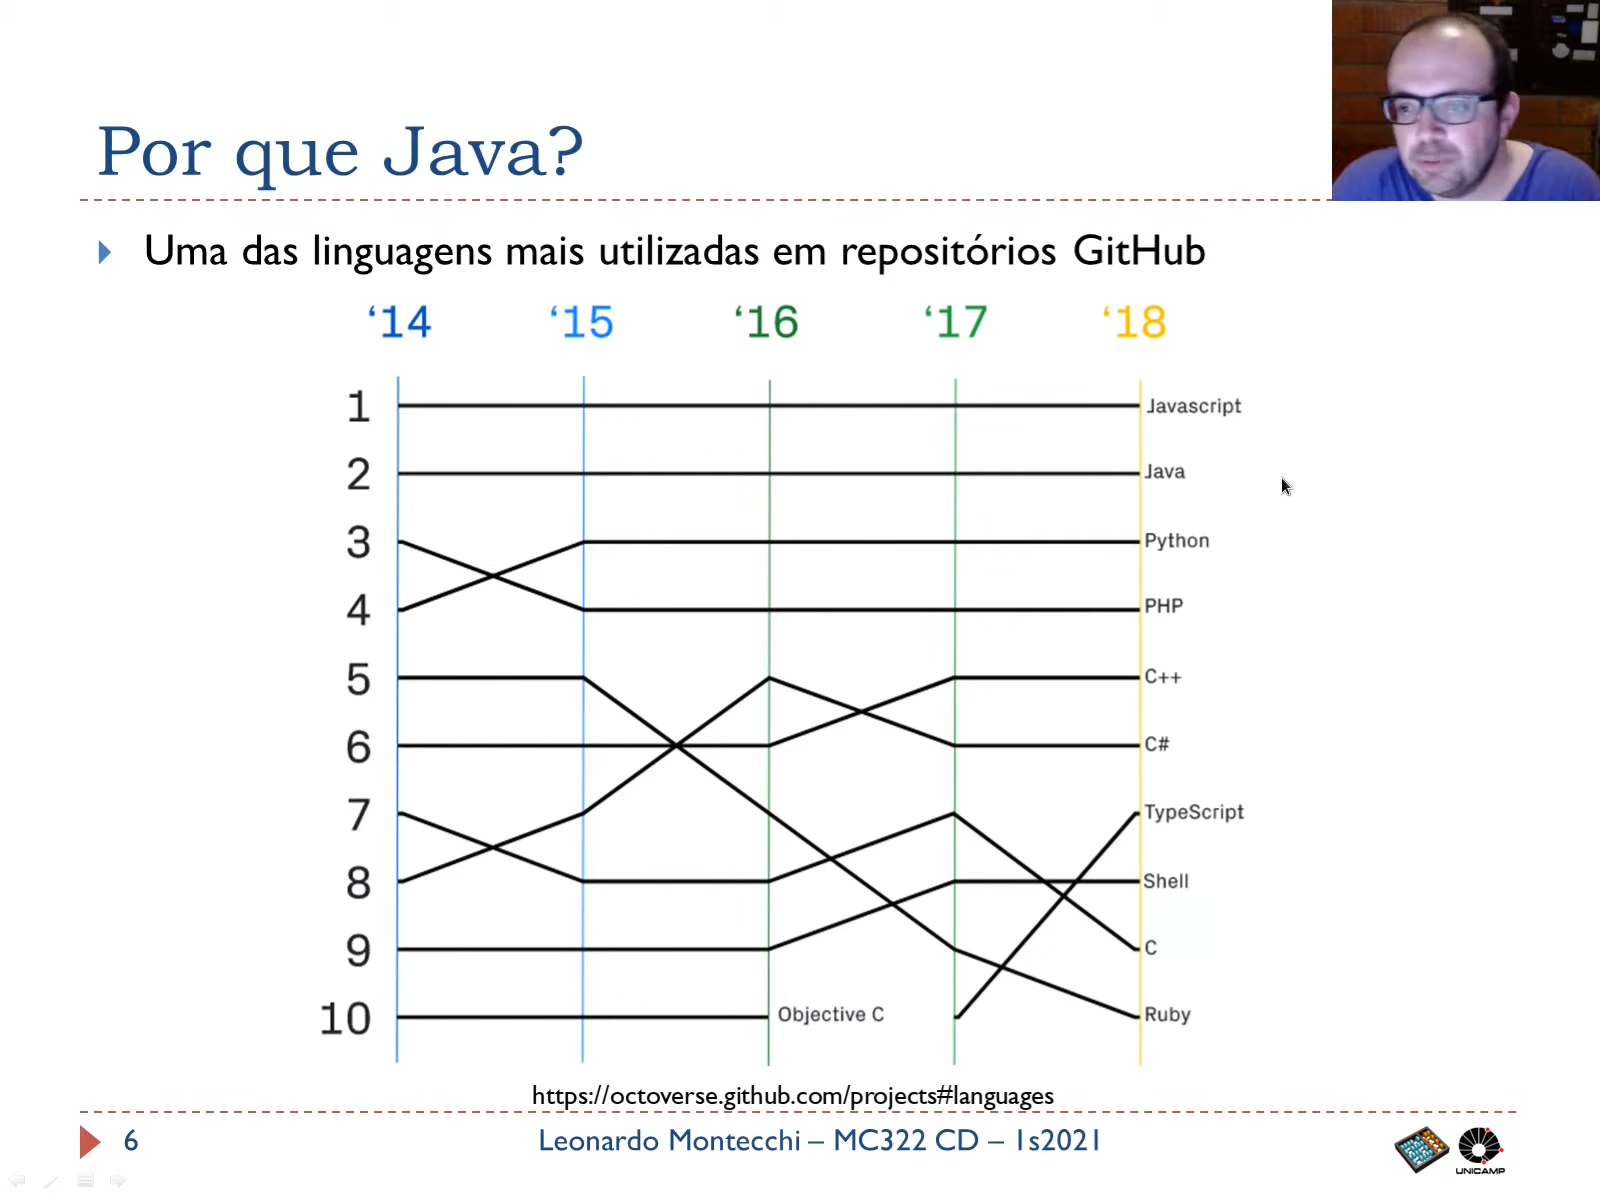 Por que Java?
Uma das linguagens mais utilizadas em repositórios GitHub
‘14 ‘15 ‘16 ‘17 ‘18
1 Javascript
2 Java
3 Python
4 PHP
5 C++
6 C#
7 TypeScript
8 Shell
9 C
10 Objective C Ruby
https://octoverse.github.com/projects#languages
6 Leonardo Montecchi – MC322 CD – 1s2021
UNICAMP